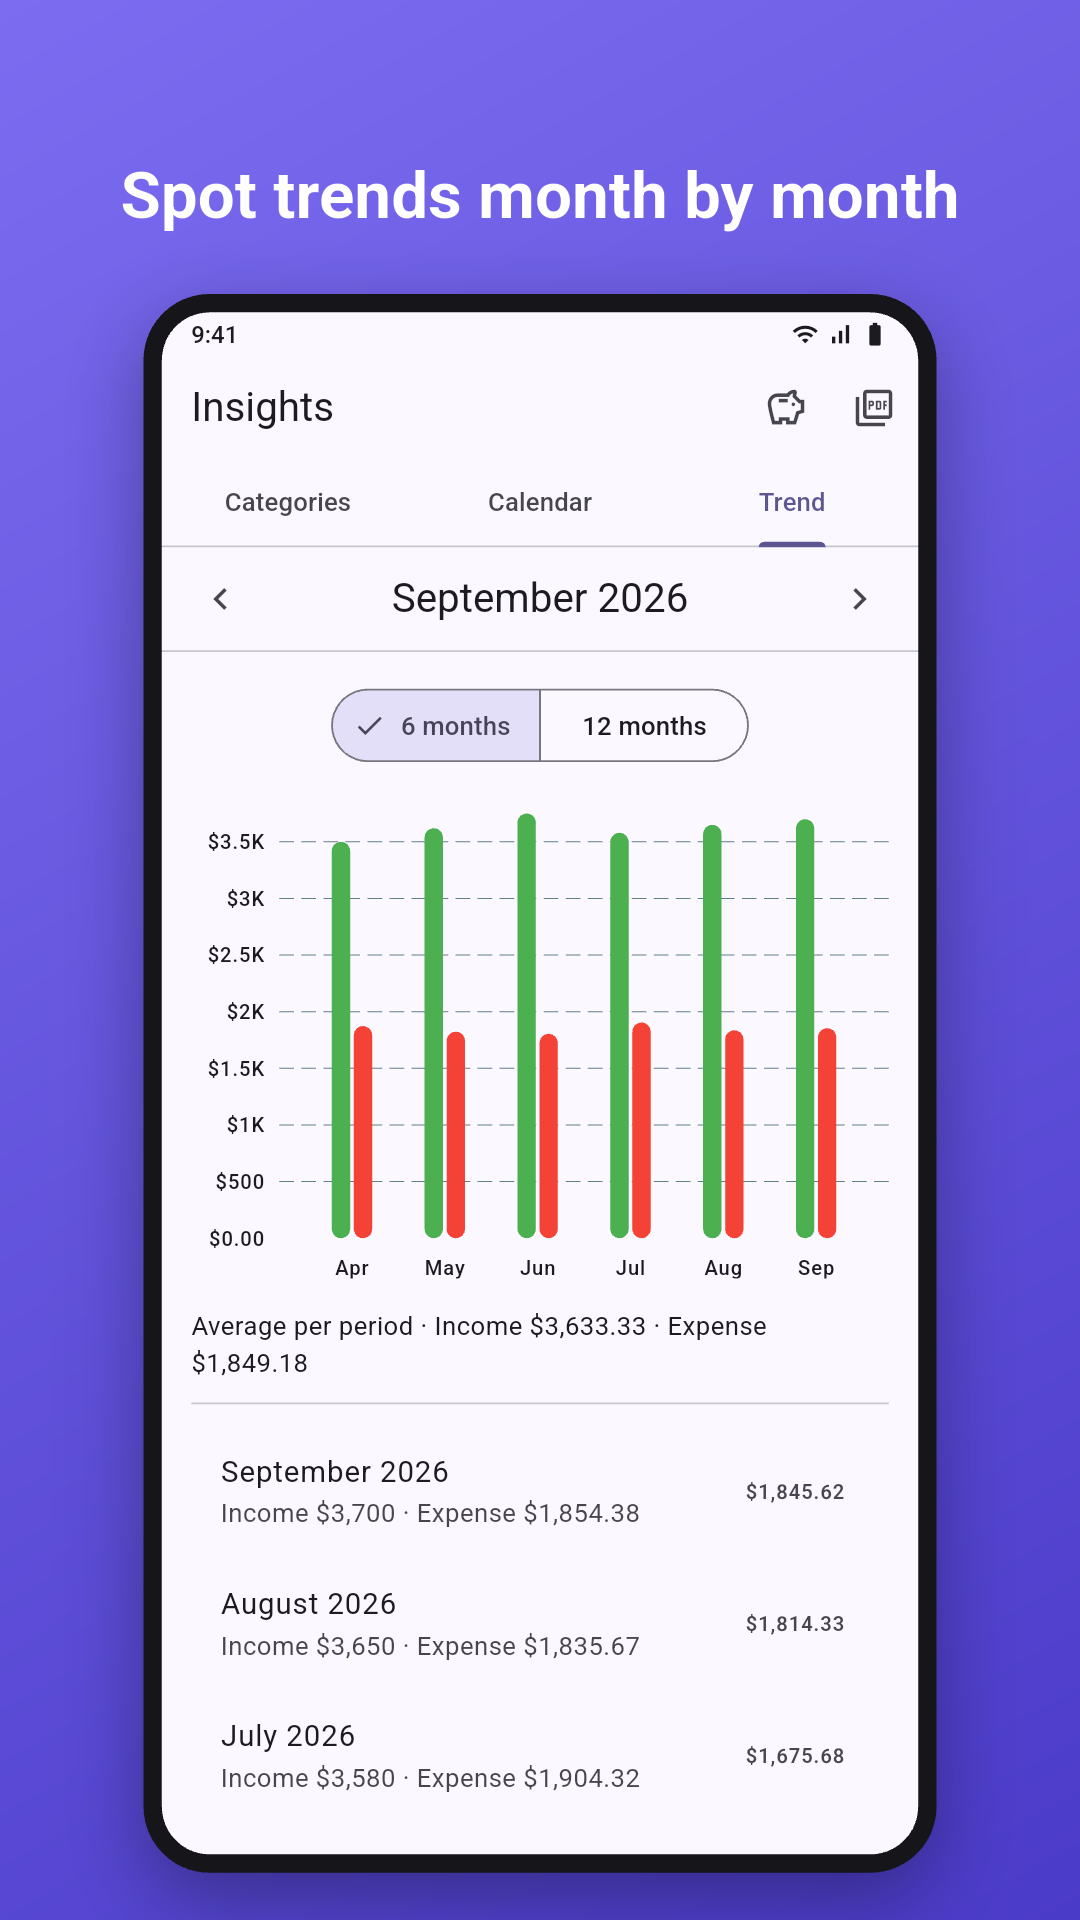 Spot trends month by month
9:41
Insights
PDF
Categories Calendar Trend
September 2026
6 months 12 months
$3.5K
$3K
$2.5K
$2K
$1.5K
$1K
$500
$0.00
Apr May Jun Jul Aug Sep
Average per period · Income $3,633.33 · Expense
$1,849.18
September 2026
Income $3,700 · Expense $1,854.38
$1,845.62
August 2026
Income $3,650 · Expense $1,835.67
$1,814.33
July 2026
Income $3,580 · Expense $1,904.32
$1,675.68